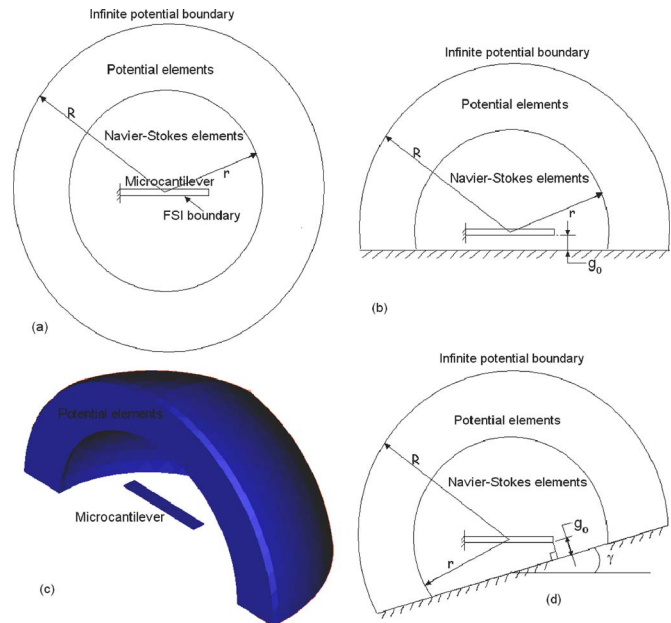 Infinite potential boundary
Potential elements
R
Navier-Stokes elements
r
Microcantilever
FSI boundary
(a)
Infinite potential boundary
Potential elements
R
Navier-Stokes elements
r
g₀
(b)
Potential elements
Microcantilever
(c)
Infinite potential boundary
Potential elements
R
Navier-Stokes elements
g₀
r
γ
(d)